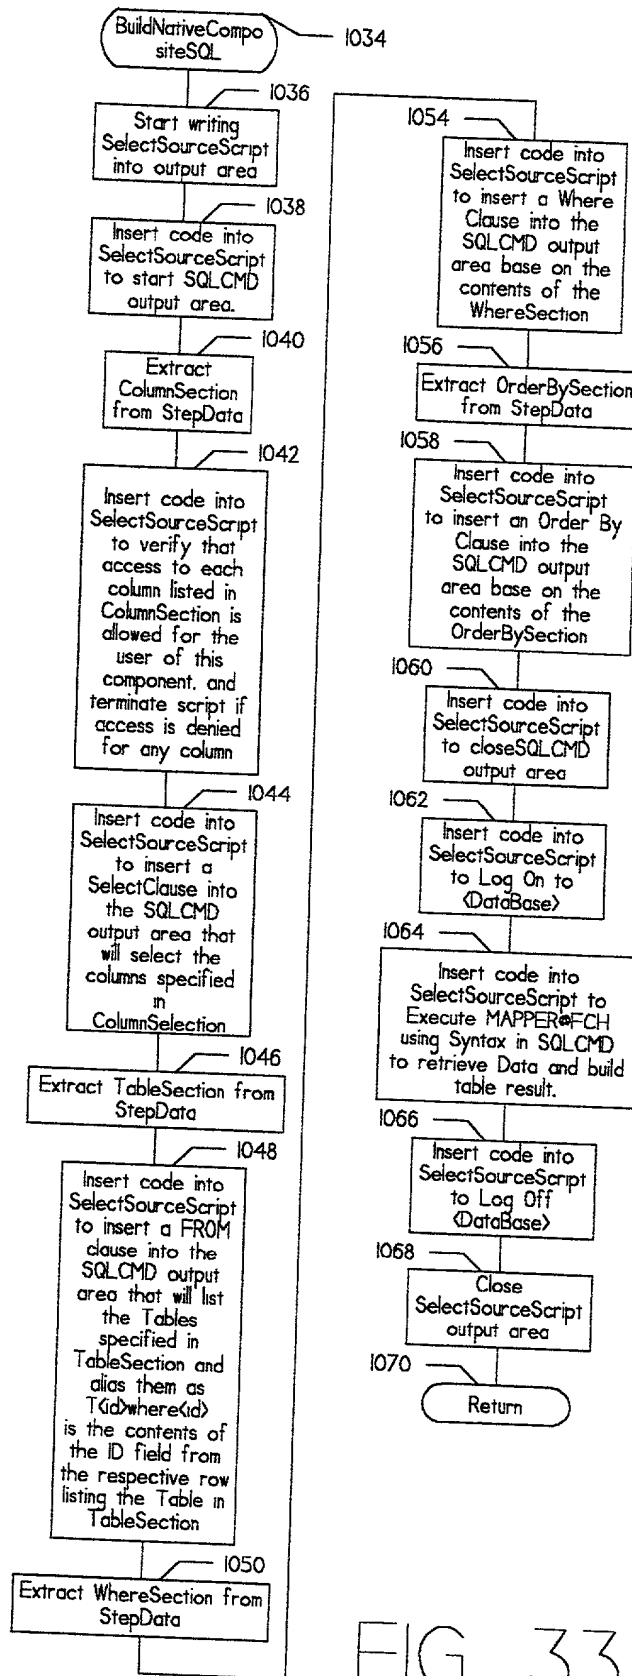 BuildNativeCompo
siteSQL
1034
1036
Start writing
SelectSourceScript
into output area
1038
Insert code into
SelectSourceScript
to start SQLCMD
output area.
1040
Extract
ColumnSection
from StepData
1042
Insert code into
SelectSourceScript
to verify that
access to each
column listed in
ColumnSection is
allowed for the
user of this
component. and
terminate script if
access is denied
for any column
1044
Insert code into
SelectSourceScript
to insert a
SelectClause into
the SQLCMD
output area that
will select the
columns specified
in
ColumnSelection
1046
Extract TableSection from
StepData
1048
Insert code into
SelectSourceScript
to insert a FROM
clause into the
SQLCMD output
area that will list
the Tables
specified in
TableSection and
alias them as
T<id>where<id>
is the contents of
the ID field from
the respective row
listing the Table in
TableSection
1050
Extract WhereSection from
StepData
1054
Insert code into
SelectSourceScript
to insert a Where
Clause into the
SQLCMD output
area base on the
contents of the
WhereSection
1056
Extract OrderBySection
from StepData
1058
Insert code into
SelectSourceScript
to insert an Order By
Clause into the
SQLCMD output
area base on the
contents of the
OrderBySection
1060
Insert code into
SelectSourceScript
to closeSQLCMD
output area
1062
Insert code into
SelectSourceScript
to Log On to
<DataBase>
1064
Insert code into
SelectSourceScript to
Execute MAPPER@FCH
using Syntax in SQLCMD
to retrieve Data and build
table result.
1066
Insert code into
SelectSourceScript
to Log Off
<DataBase>
1068
Close
SelectSourceScript
output area
1070
Return
FIG. 33